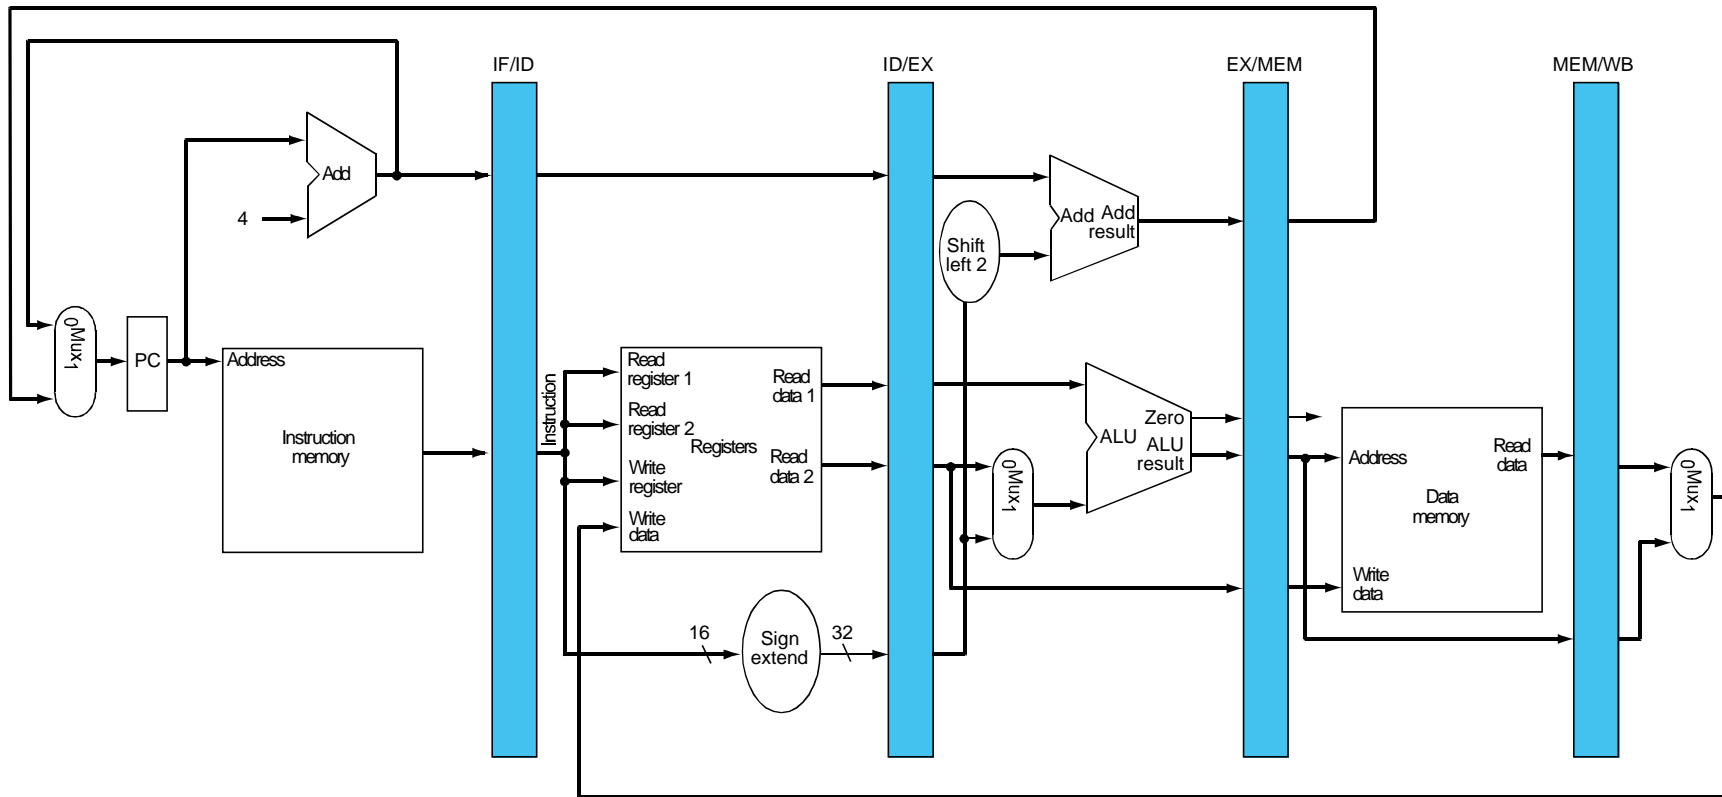 IF/ID
ID/EX
EX/MEM
MEM/WB
Add
4
Add
Add
result
Shift
left 2
0
Mux
1
PC
Address
Instruction
memory
Instruction
Read
register 1
Read
register 2
Registers
Write
register
Write
data
Read
data 1
Read
data 2
16
Sign
extend
32
0
Mux
1
ALU
Zero
ALU
result
Address
Read
data
Data
memory
Write
data
0
Mux
1